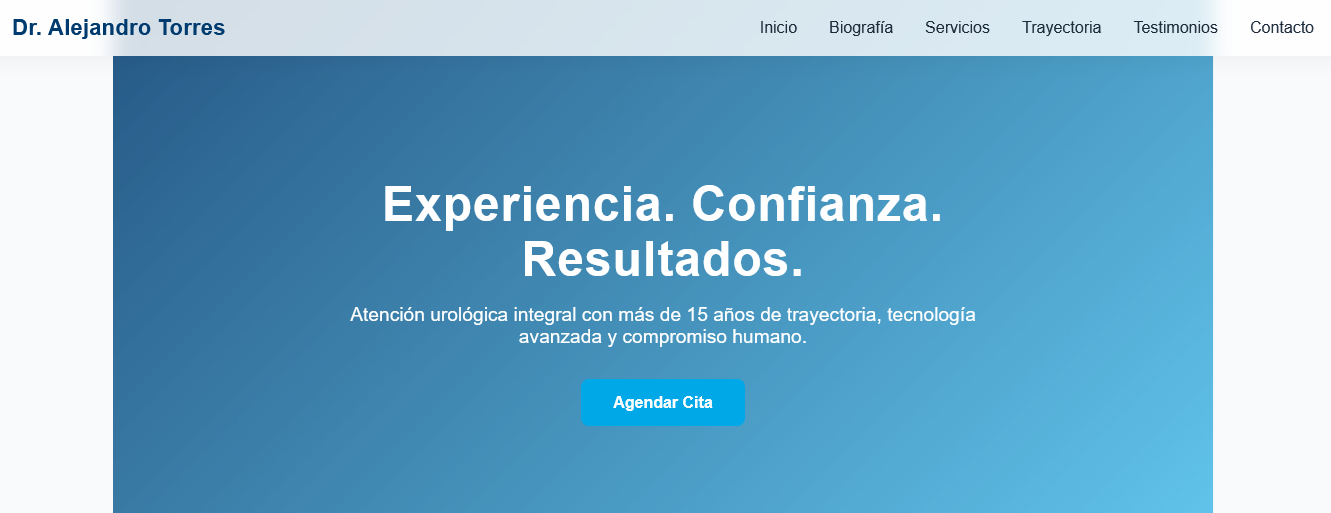 Dr. Alejandro Torres
Inicio Biografía Servicios Trayectoria Testimonios Contacto
Experiencia. Confianza.
Resultados.
Atención urológica integral con más de 15 años de trayectoria, tecnología
avanzada y compromiso humano.
Agendar Cita